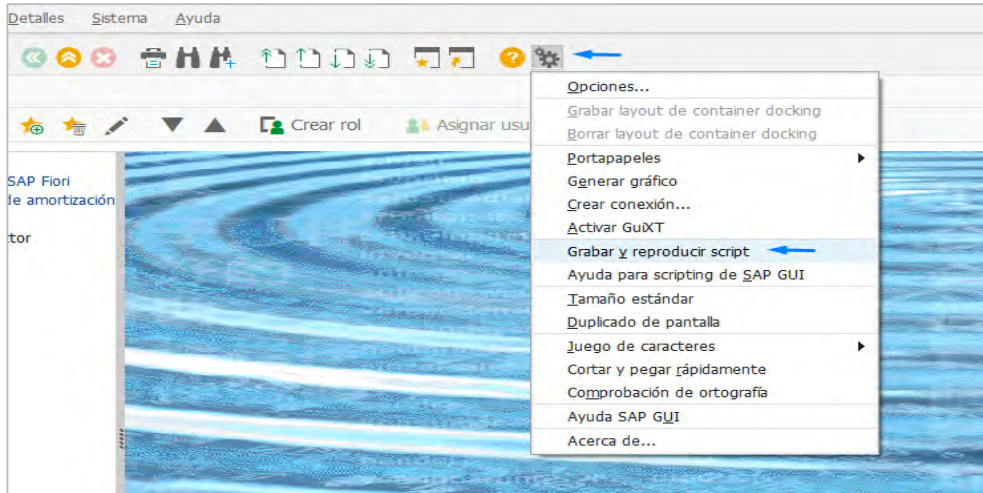 Detalles Sistema Ayuda
Crear rol Asignar usu
SAP Fiori
de amortización
tor
Opciones...
Grabar layout de container docking
Borrar layout de container docking
Portapapeles
Generar gráfico
Crear conexión...
Activar GuiXT
Grabar y reproducir script
Ayuda para scripting de SAP GUI
Tamaño estándar
Duplicado de pantalla
Juego de caracteres
Cortar y pegar rápidamente
Comprobación de ortografía
Ayuda SAP GUI
Acerca de...